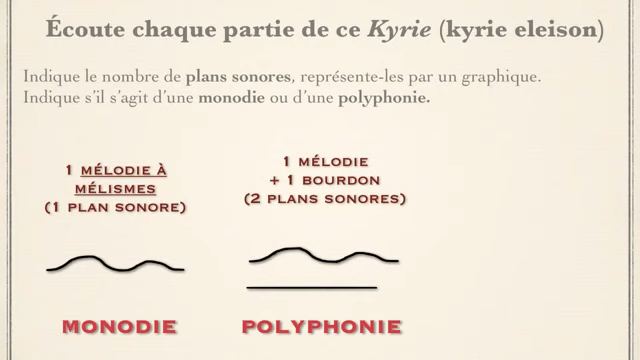 Écoute chaque partie de ce Kyrie (kyrie eleison)
Indique le nombre de plans sonores, représente-les par un graphique.
Indique s'il s'agit d'une monodie ou d'une polyphonie.
1 MÉLODIE À
MÉLISMES
(1 PLAN SONORE)
1 MÉLODIE
+ 1 BOURDON
(2 PLANS SONORES)
MONODIE
POLYPHONIE